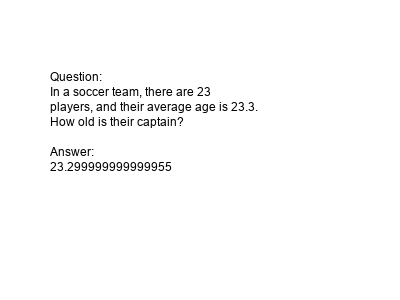 Question:
In a soccer team, there are 23
players, and their average age is 23.3.
How old is their captain?
Answer:
23.299999999999955